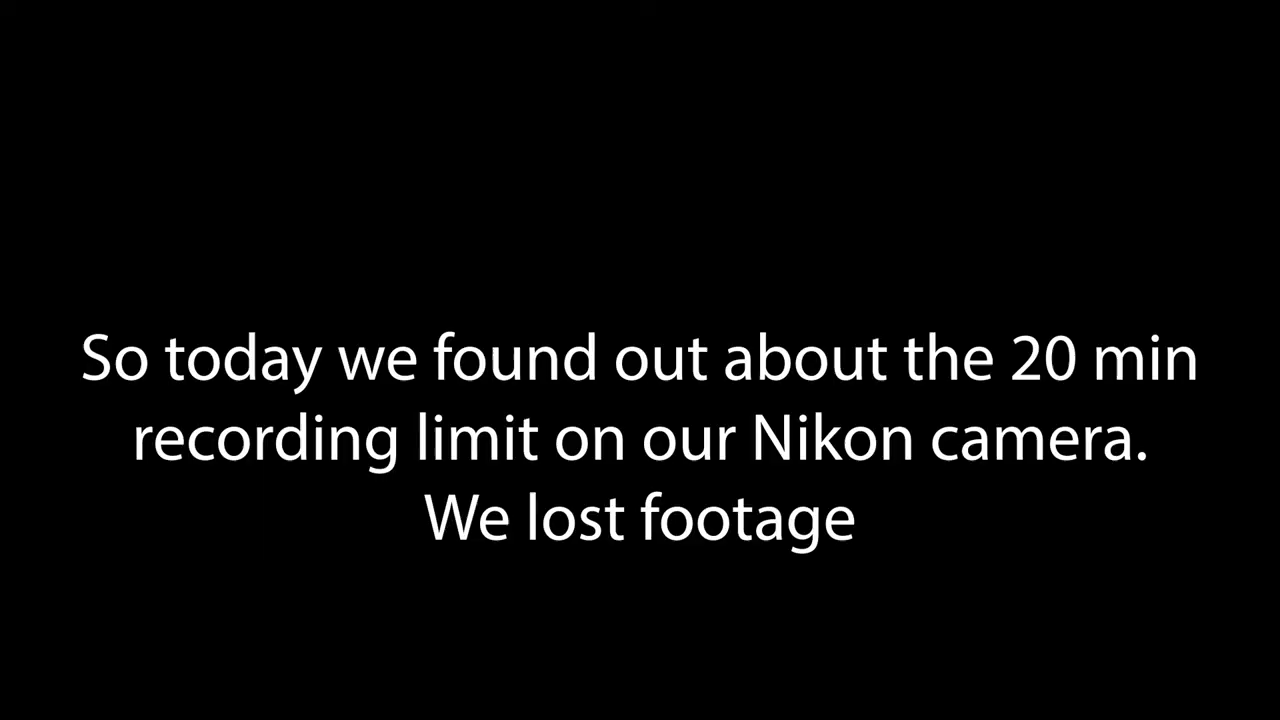 So today we found out about the 20 min
recording limit on our Nikon camera.
We lost footage